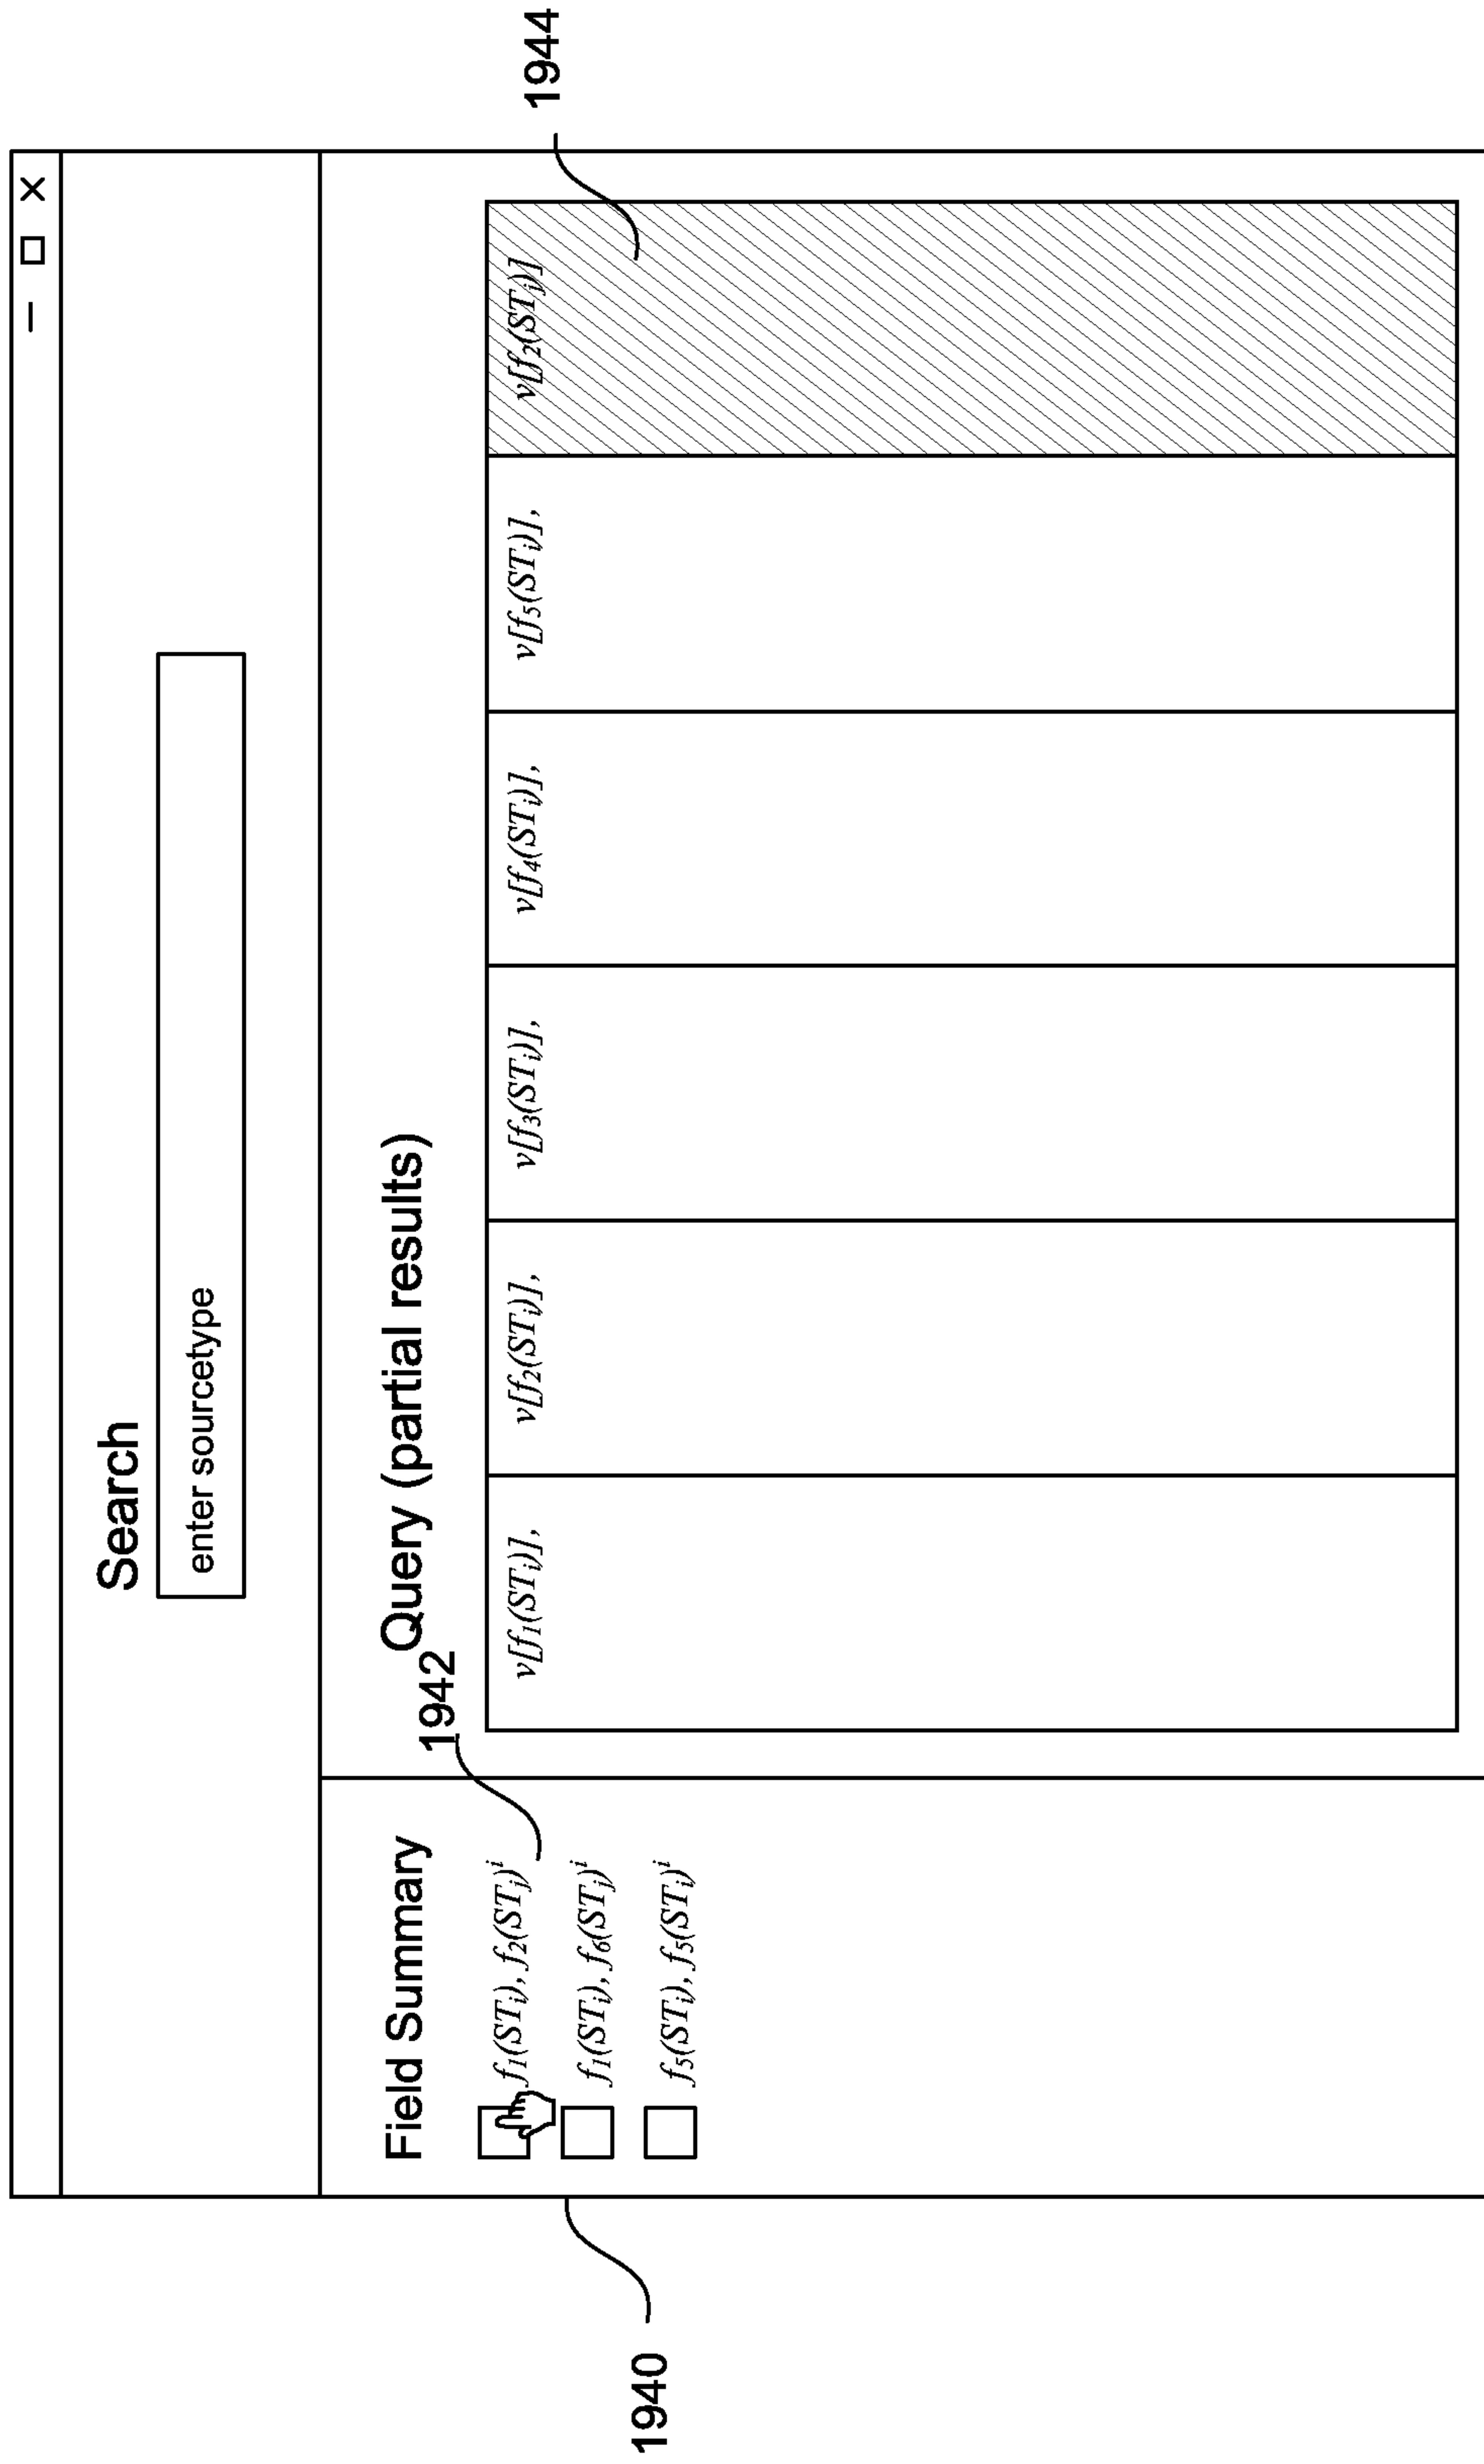 Search
enter sourcetype
Field Summary
1942
Query (partial results)
1944
f₁(STᵢ), f₂(STⱼ)ⁱ
f₁(STᵢ), f₆(STⱼ)ⁱ
f₅(STᵢ), f₅(STᵢ)ⁱ
v[f₁(STᵢ)], v[f₂(STᵢ)], v[f₃(STᵢ)], v[f₄(STᵢ)], v[f₅(STᵢ)], v[f₂(STⱼ)]
1940